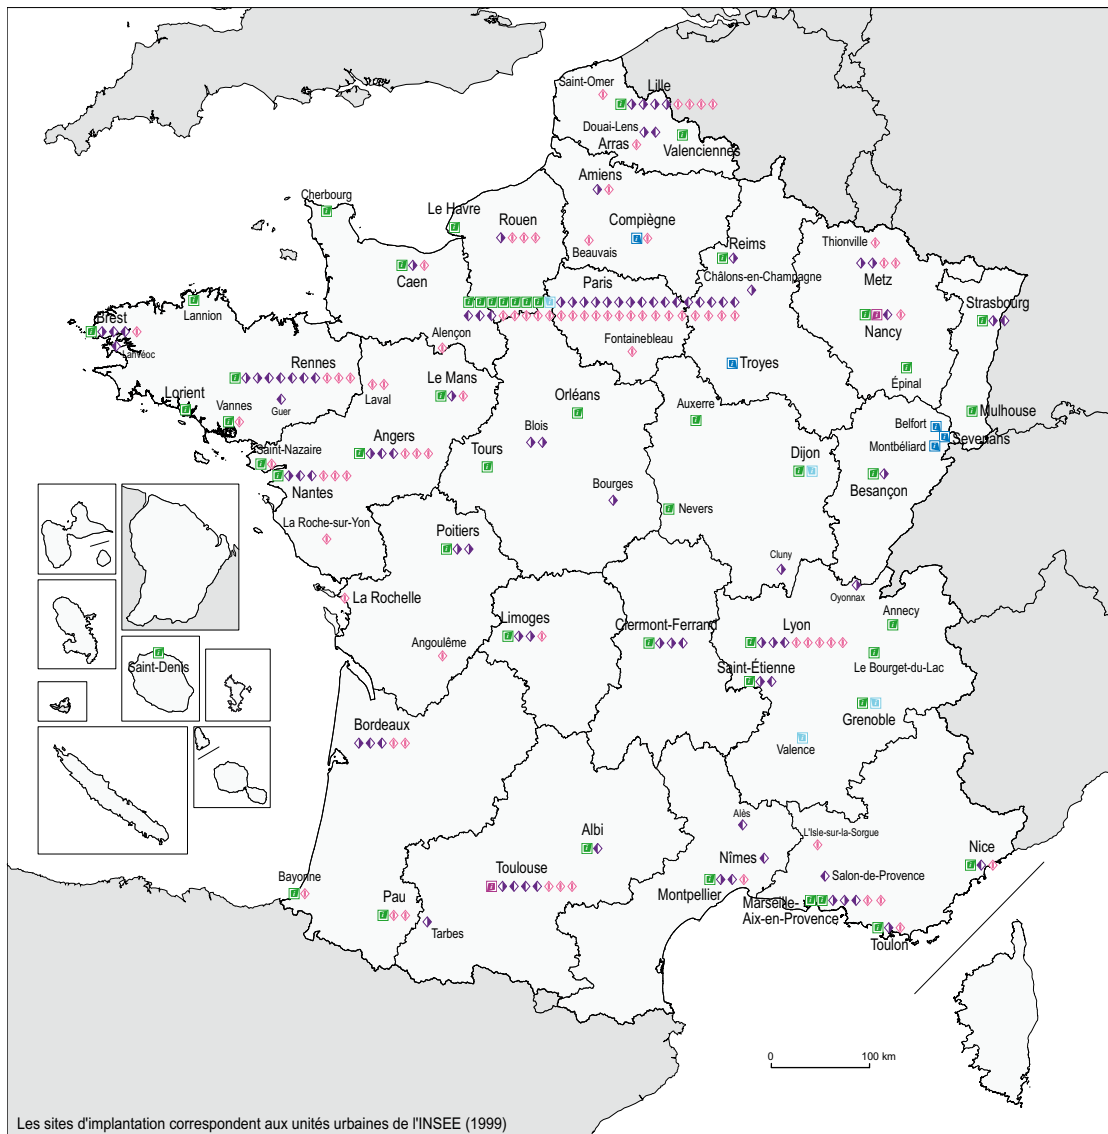 Saint-Omer
Lille
Douai-Lens
Arras
Valenciennes
Amiens
Cherbourg
Le Havre
Rouen
Compiègne
Beauvais
Reims
Thionville
Metz
Caen
Châlons-en-Champagne
Paris
Strasbourg
Lannion
Brest
Lanvéoc
Nancy
Alençon
Fontainebleau
Troyes
Rennes
Épinal
Laval
Le Mans
Lorient
Guer
Vannes
Orléans
Auxerre
Mulhouse
Belfort
Sevenans
Montbéliard
Blois
Angers
Saint-Nazaire
Tours
Dijon
Besançon
Nantes
Bourges
Nevers
La Roche-sur-Yon
Poitiers
Cluny
Oyonnax
La Rochelle
Annecy
Limoges
Clermont-Ferrand
Lyon
Angoulême
Le Bourget-du-Lac
Saint-Étienne
Saint-Denis
Grenoble
Bordeaux
Valence
Alès
Albi
L'Isle-sur-la-Sorgue
Nice
Toulouse
Nîmes
Salon-de-Provence
Bayonne
Montpellier
Marseille-
Aix-en-Provence
Pau
Tarbes
Toulon
0 100 km
Les sites d'implantation correspondent aux unités urbaines de l'INSEE (1999)